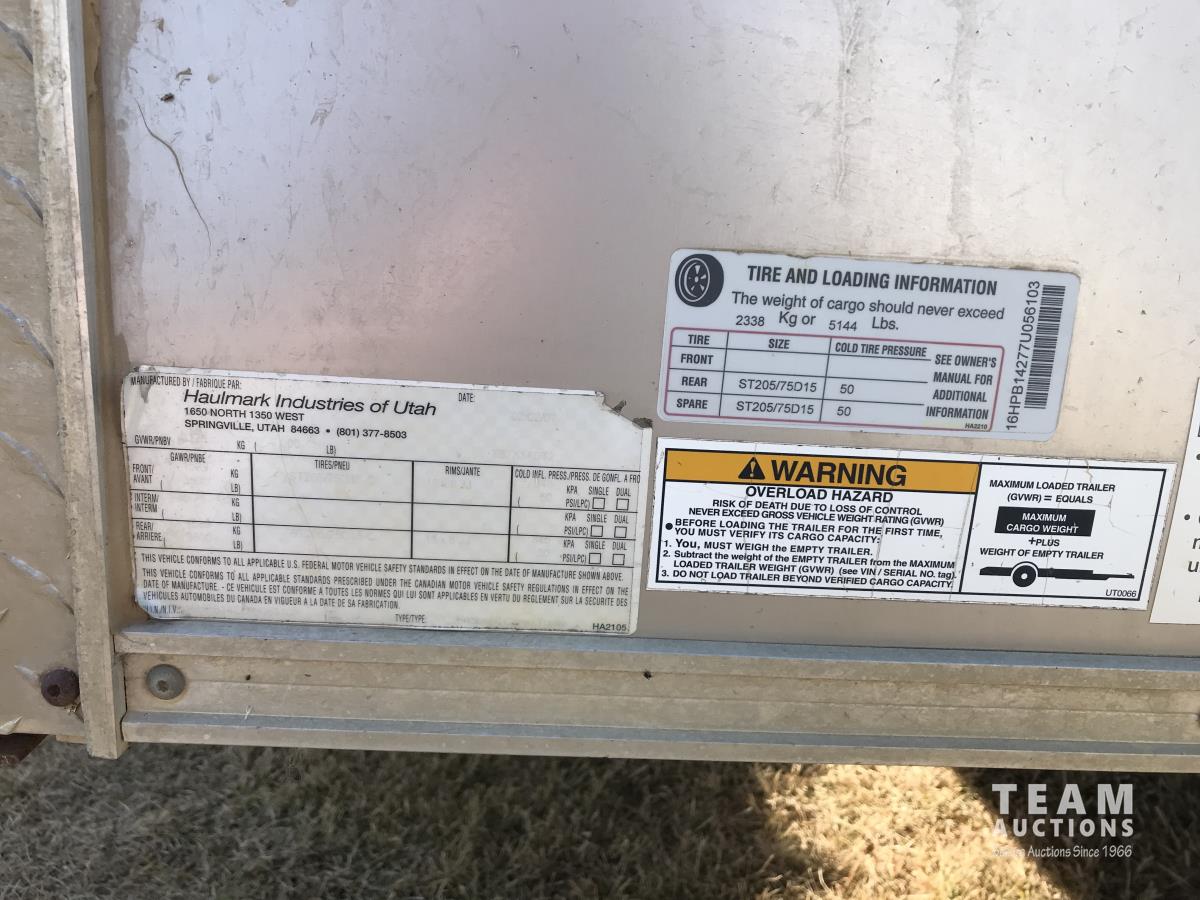 MANUFACTURED BY / FABRIQUE PAR:
DATE:
Haulmark Industries of Utah
1650 NORTH 1350 WEST
SPRINGVILLE, UTAH 84663 • (801) 377-8503
GVWR/PNBV KG ( LB)
GAWR/PNBE TIRES/PNEU RIMS/JANTE COLD INFL. PRESS./PRESS. DE GONFL. A FRO
FRONT/ AVANT KG ( LB) KPA SINGLE DUAL ( PSI/LPC)
INTERM/ INTERM KG ( LB) KPA SINGLE DUAL ( PSI/LPC)
REAR/ ARRIERE KG ( LB) KPA SINGLE DUAL ( PSI/LPC)
THIS VEHICLE CONFORMS TO ALL APPLICABLE U.S. FEDERAL MOTOR VEHICLE SAFETY STANDARDS IN EFFECT ON THE DATE OF MANUFACTURE SHOWN ABOVE.
THIS VEHICLE CONFORMS TO ALL APPLICABLE STANDARDS PRESCRIBED UNDER THE CANADIAN MOTOR VEHICLE SAFETY REGULATIONS IN EFFECT ON THE
DATE OF MANUFACTURE. - CE VEHICULE EST CONFORME A TOUTES LES NORMES QUI LUI SONT APPLICABLES EN VERTU DU REGLEMENT SUR LA SECURITE DES
VEHICULES AUTOMOBILES DU CANADA EN VIGUEUR A LA DATE DE SA FABRICATION.
V.I.N./N.I.V.:
TYPE/TYPE:
HA2105
TIRE AND LOADING INFORMATION
The weight of cargo should never exceed
2338 Kg or 5144 Lbs.
TIRE SIZE COLD TIRE PRESSURE
FRONT
REAR ST205/75D15 50
SPARE ST205/75D15 50
SEE OWNER'S
MANUAL FOR
ADDITIONAL
INFORMATION
HA2210
16HPB14277U056103
WARNING
OVERLOAD HAZARD
RISK OF DEATH DUE TO LOSS OF CONTROL
NEVER EXCEED GROSS VEHICLE WEIGHT RATING (GVWR)
• BEFORE LOADING THE TRAILER FOR THE FIRST TIME,
YOU MUST VERIFY ITS CARGO CAPACITY:
1. You, MUST WEIGH the EMPTY TRAILER.
2. Subtract the weight of the EMPTY from the MAXIMUM
LOADED TRAILER WEIGHT (GVWR) (see VIN / SERIAL NO. tag).
3. DO NOT LOAD TRAILER BEYOND VERIFIED CARGO CAPACITY.
MAXIMUM LOADED TRAILER
(GVWR) = EQUALS
MAXIMUM
CARGO WEIGHT
+PLUS
WEIGHT OF EMPTY TRAILER
UT0066
TEAM
AUCTIONS
Auctions Since 1966